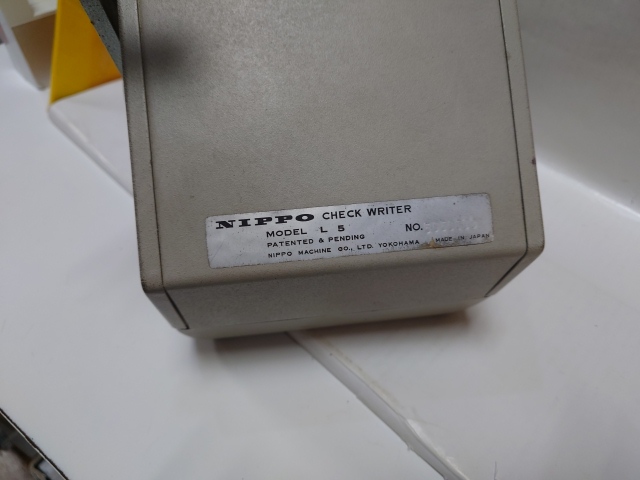 NIPPO CHECK WRITER
MODEL L 5 NO.
PATENTED & PENDING
NIPPO MACHINE CO., LTD. YOKOHAMA MADE IN JAPAN